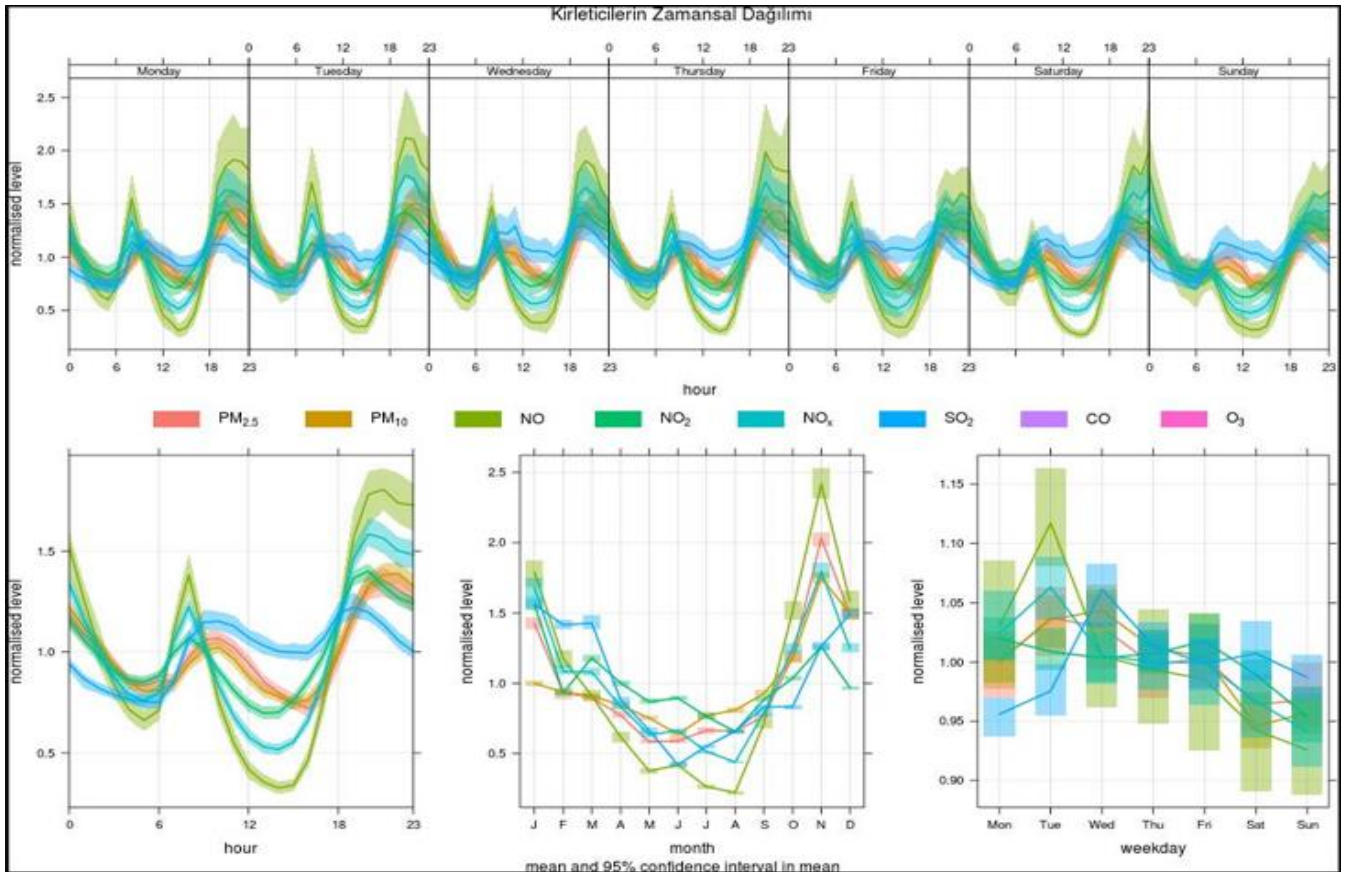 Kirleticilerin Zamansal Dağılımı
0 6 12 18 23 0 6 12 18 23 0 6 12 18 23
Monday Tuesday Wednesday Thursday Friday Saturday Sunday
2.5
2.0
1.5
1.0
0.5
normalised level
0 6 12 18 23 0 6 12 18 23 0 6 12 18 23 0 6 12 18 23
hour
PM2.5 PM10 NO NO2 NOx SO2 CO O3
1.5
1.0
0.5
normalised level
0 6 12 18 23
hour
2.5
2.0
1.5
1.0
0.5
normalised level
J F M A M J J A S O N D
month
mean and 95% confidence interval in mean
1.15
1.10
1.05
1.00
0.95
0.90
normalised level
Mon Tue Wed Thu Fri Sat Sun
weekday